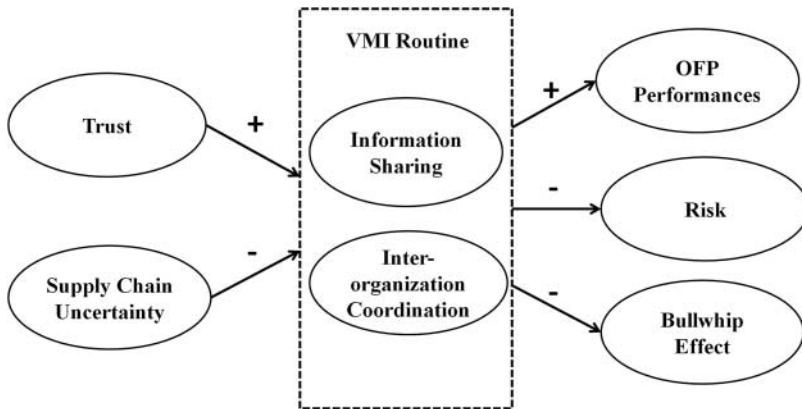 VMI Routine
OFP
Performances
Trust
+
+
Information
Sharing
-
Risk
-
Supply Chain
Uncertainty
Inter-
organization
Coordination
-
Bullwhip
Effect